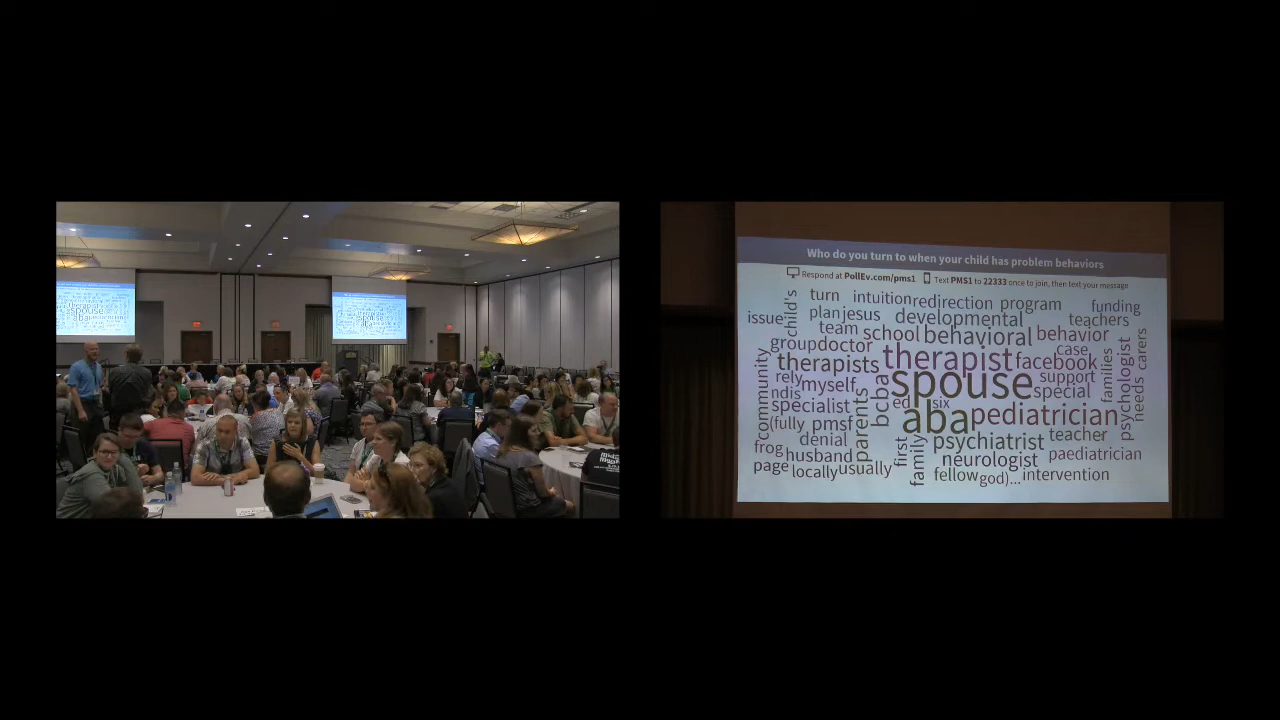 Who do you turn to when your child has problem behaviors
Respond at PollEv.com/pms1 Text PMS1 to 22333 once to join, then text your message
turn intuition redirection program funding
issue child's plan jesus developmental teachers
team school behavioral behavior
group doctor case carers
therapists therapist facebook families psychologist
community rely myself spouse support
ndis bcba ed six special needs
specialist aba pediatrician
(fully pmsf parents
denial first family psychiatrist teacher
frog husband neurologist paediatrician
page locally usually fellow god)... intervention